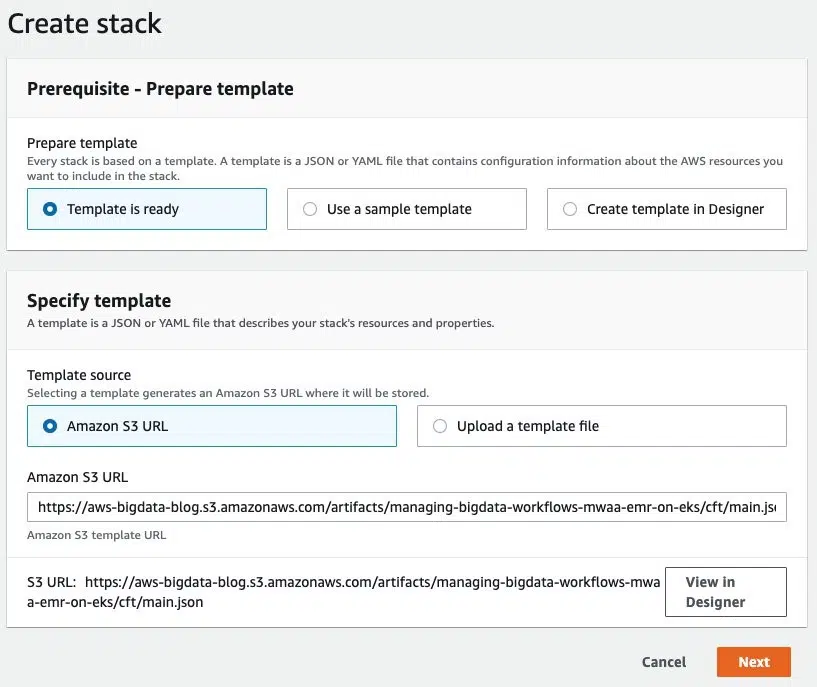 Create stack
Prerequisite - Prepare template
Prepare template
Every stack is based on a template. A template is a JSON or YAML file that contains configuration information about the AWS resources you
want to include in the stack.
Template is ready
Use a sample template
Create template in Designer
Specify template
A template is a JSON or YAML file that describes your stack's resources and properties.
Template source
Selecting a template generates an Amazon S3 URL where it will be stored.
Amazon S3 URL
Upload a template file
Amazon S3 URL
https://aws-bigdata-blog.s3.amazonaws.com/artifacts/managing-bigdata-workflows-mwaa-emr-on-eks/cft/main.js
Amazon S3 template URL
S3 URL: https://aws-bigdata-blog.s3.amazonaws.com/artifacts/managing-bigdata-workflows-mwa
a-emr-on-eks/cft/main.json
View in
Designer
Cancel
Next